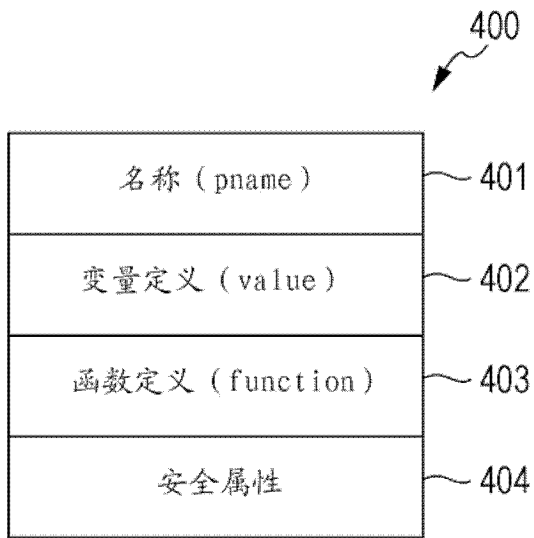 400
名称（pname） 401
变量定义（value） 402
函数定义（function） 403
安全属性 404